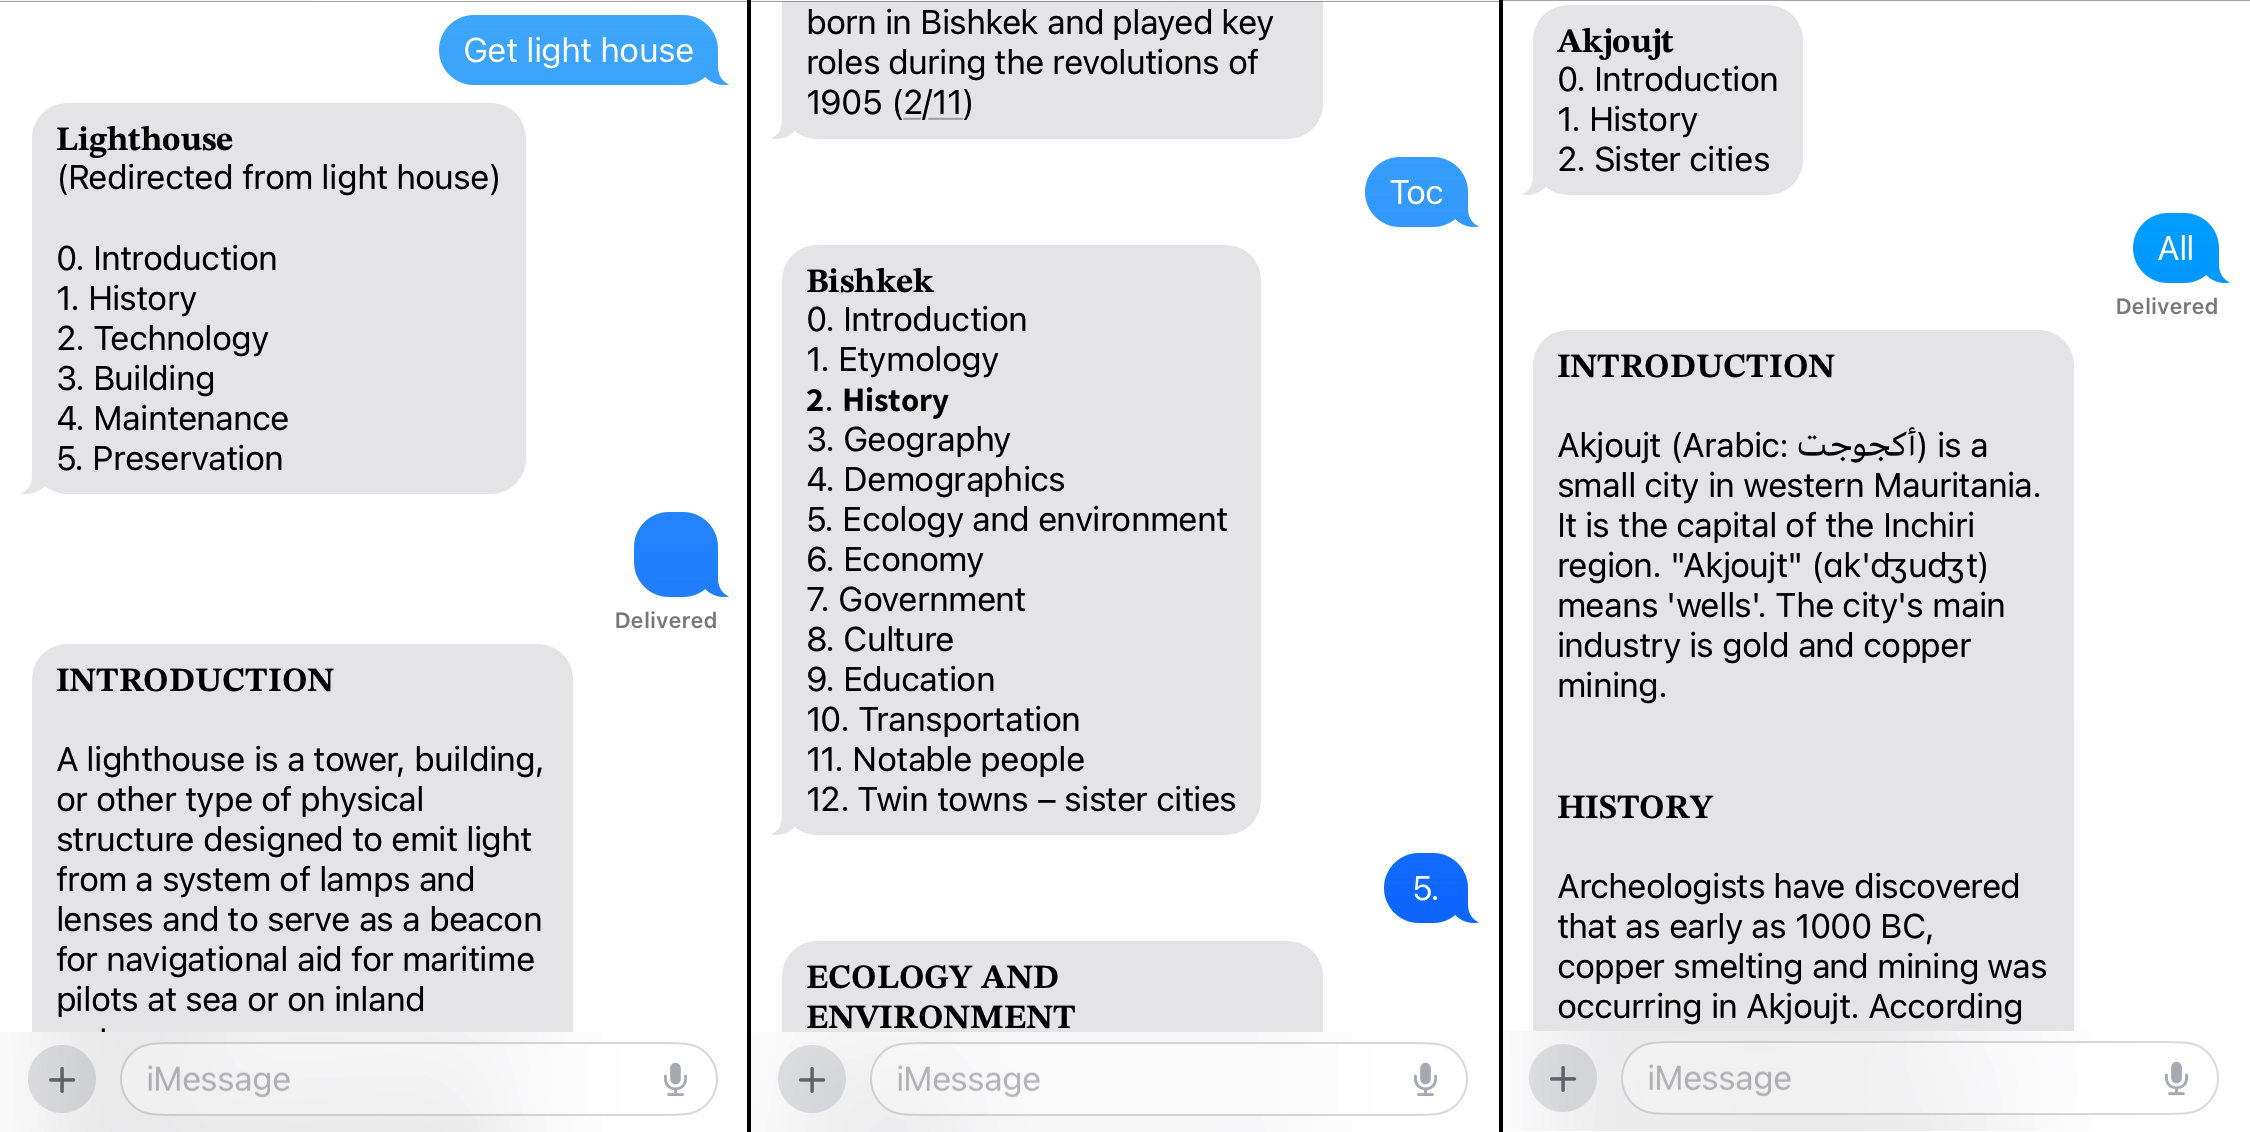 Get light house
Lighthouse
(Redirected from light house)
0. Introduction
1. History
2. Technology
3. Building
4. Maintenance
5. Preservation
Delivered
INTRODUCTION
A lighthouse is a tower, building,
or other type of physical
structure designed to emit light
from a system of lamps and
lenses and to serve as a beacon
for navigational aid for maritime
pilots at sea or on inland
iMessage
born in Bishkek and played key
roles during the revolutions of
1905 (2/11)
Toc
Bishkek
0. Introduction
1. Etymology
2. History
3. Geography
4. Demographics
5. Ecology and environment
6. Economy
7. Government
8. Culture
9. Education
10. Transportation
11. Notable people
12. Twin towns – sister cities
5.
ECOLOGY AND
ENVIRONMENT
iMessage
Akjoujt
0. Introduction
1. History
2. Sister cities
All
Delivered
INTRODUCTION
Akjoujt (Arabic: أكجوجت) is a
small city in western Mauritania.
It is the capital of the Inchiri
region. "Akjoujt" (ɑk'ʤuʤt)
means 'wells'. The city's main
industry is gold and copper
mining.
HISTORY
Archeologists have discovered
that as early as 1000 BC,
copper smelting and mining was
occurring in Akjoujt. According
iMessage